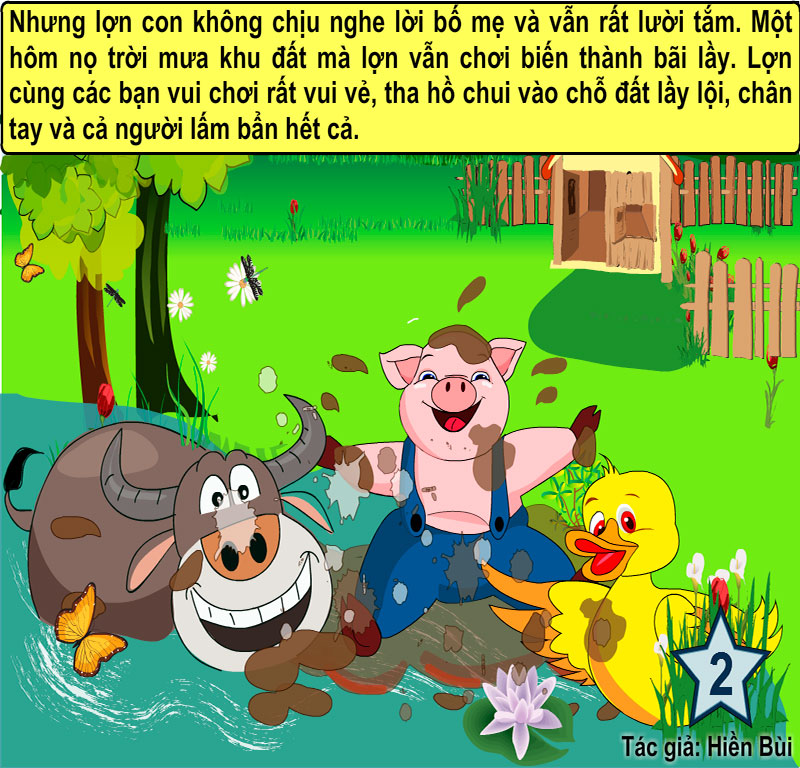 Nhưng lợn con không chịu nghe lời bố mẹ và vẫn rất lười tắm. Một
hôm nọ trời mưa khu đất mà lợn vẫn chơi biến thành bãi lầy. Lợn
cùng các bạn vui chơi rất vui vẻ, tha hồ chui vào chỗ đất lầy lội, chân
tay và cả người lấm bẩn hết cả.
2
Tác giả: Hiền Bùi